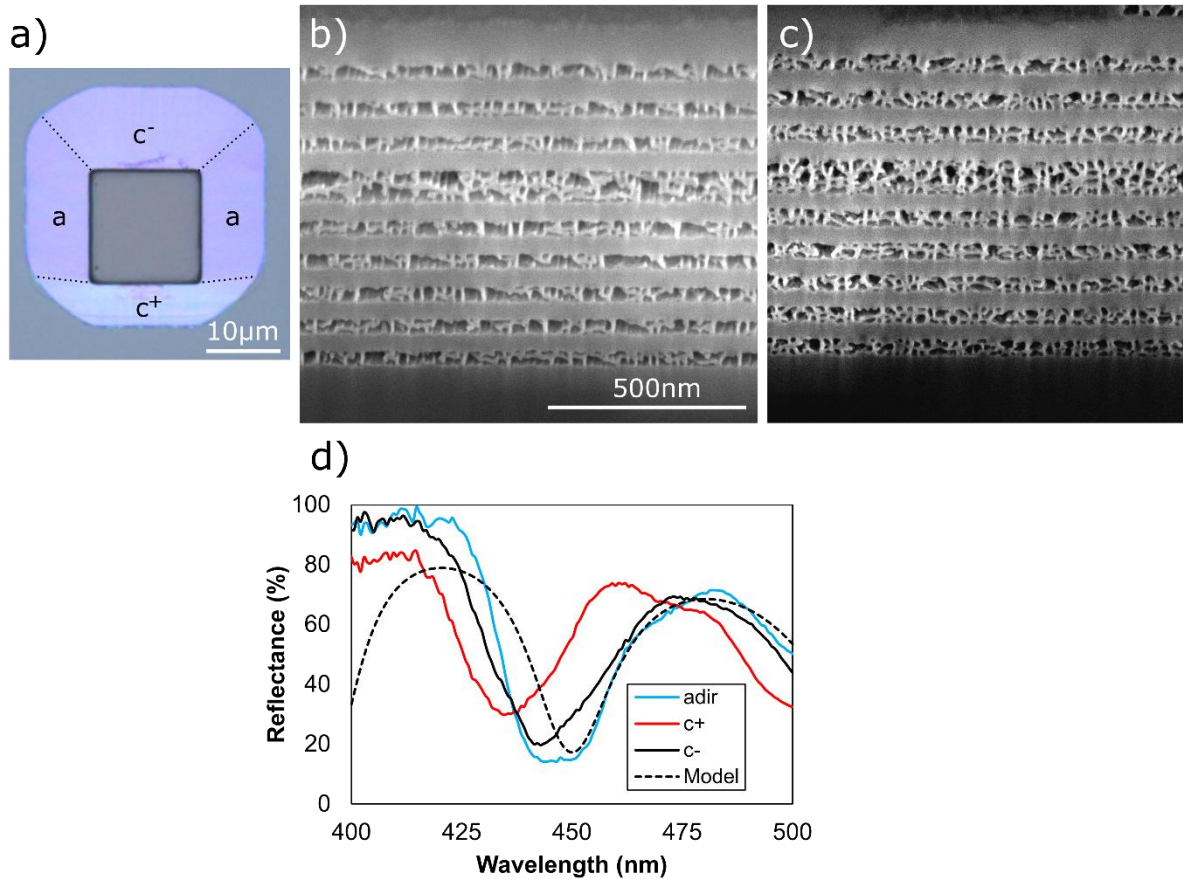 a)
c-
a
a
c+
10μm
b)
500nm
c)
d)
Reflectance (%)
100
80
60
40
20
0
adir
c+
c-
Model
400
425
450
475
500
Wavelength (nm)